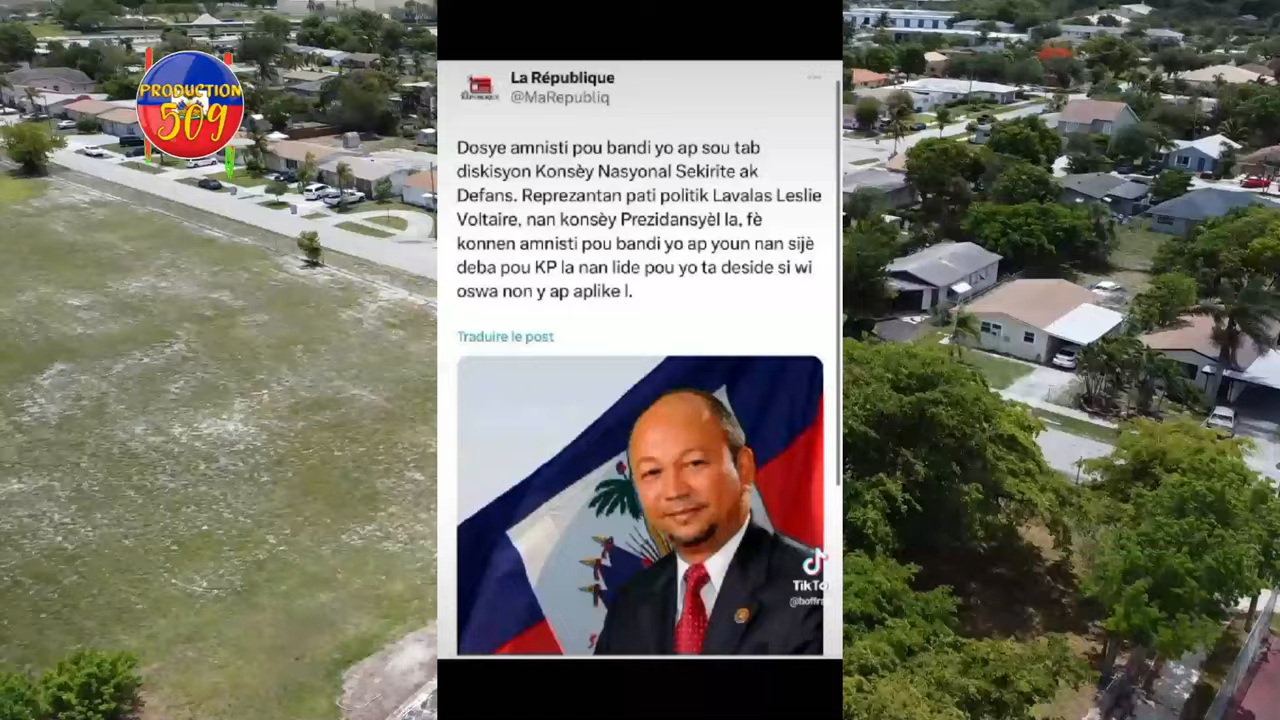 PRODUCTION
509
La République
@MaRepubliq
Dosye amnisti pou bandi yo ap sou tab
diskisyon Konsèy Nasyonal Sekirite ak
Defans. Reprezantan pati politik Lavalas Leslie
Voltaire, nan konsèy Prezidansyèl la, fè
konnen amnisti pou bandi yo ap youn nan sijè
deba pou KP la nan lide pou yo ta deside si wi
oswa non y ap aplike l.
Traduire le post